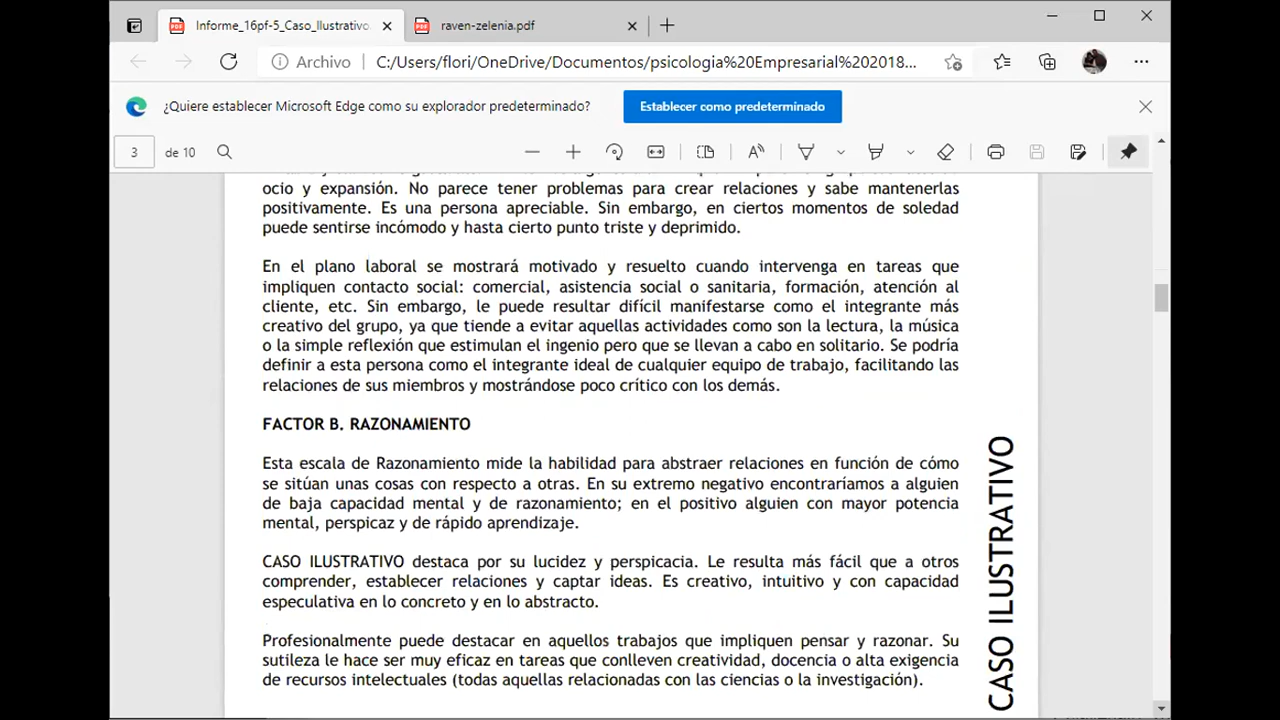 Informe_16pf-5_Caso_Ilustrativo.
raven-zelenia.pdf
Archivo
C:/Users/flori/OneDrive/Documentos/psicologia%20Empresarial%202018...
¿Quiere establecer Microsoft Edge como su explorador predeterminado?
Establecer como predeterminado
3 de 10
ocio y expansión. No parece tener problemas para crear relaciones y sabe mantenerlas
positivamente. Es una persona apreciable. Sin embargo, en ciertos momentos de soledad
puede sentirse incómodo y hasta cierto punto triste y deprimido.
En el plano laboral se mostrará motivado y resuelto cuando intervenga en tareas que
impliquen contacto social: comercial, asistencia social o sanitaria, formación, atención al
cliente, etc. Sin embargo, le puede resultar difícil manifestarse como el integrante más
creativo del grupo, ya que tiende a evitar aquellas actividades como son la lectura, la música
o la simple reflexión que estimulan el ingenio pero que se llevan a cabo en solitario. Se podría
definir a esta persona como el integrante ideal de cualquier equipo de trabajo, facilitando las
relaciones de sus miembros y mostrándose poco crítico con los demás.
FACTOR B. RAZONAMIENTO
Esta escala de Razonamiento mide la habilidad para abstraer relaciones en función de cómo
se sitúan unas cosas con respecto a otras. En su extremo negativo encontraríamos a alguien
de baja capacidad mental y de razonamiento; en el positivo alguien con mayor potencia
mental, perspicaz y de rápido aprendizaje.
CASO ILUSTRATIVO destaca por su lucidez y perspicacia. Le resulta más fácil que a otros
comprender, establecer relaciones y captar ideas. Es creativo, intuitivo y con capacidad
especulativa en lo concreto y en lo abstracto.
Profesionalmente puede destacar en aquellos trabajos que impliquen pensar y razonar. Su
sutileza le hace ser muy eficaz en tareas que conlleven creatividad, docencia o alta exigencia
de recursos intelectuales (todas aquellas relacionadas con las ciencias o la investigación).
CASO ILUSTRATIVO